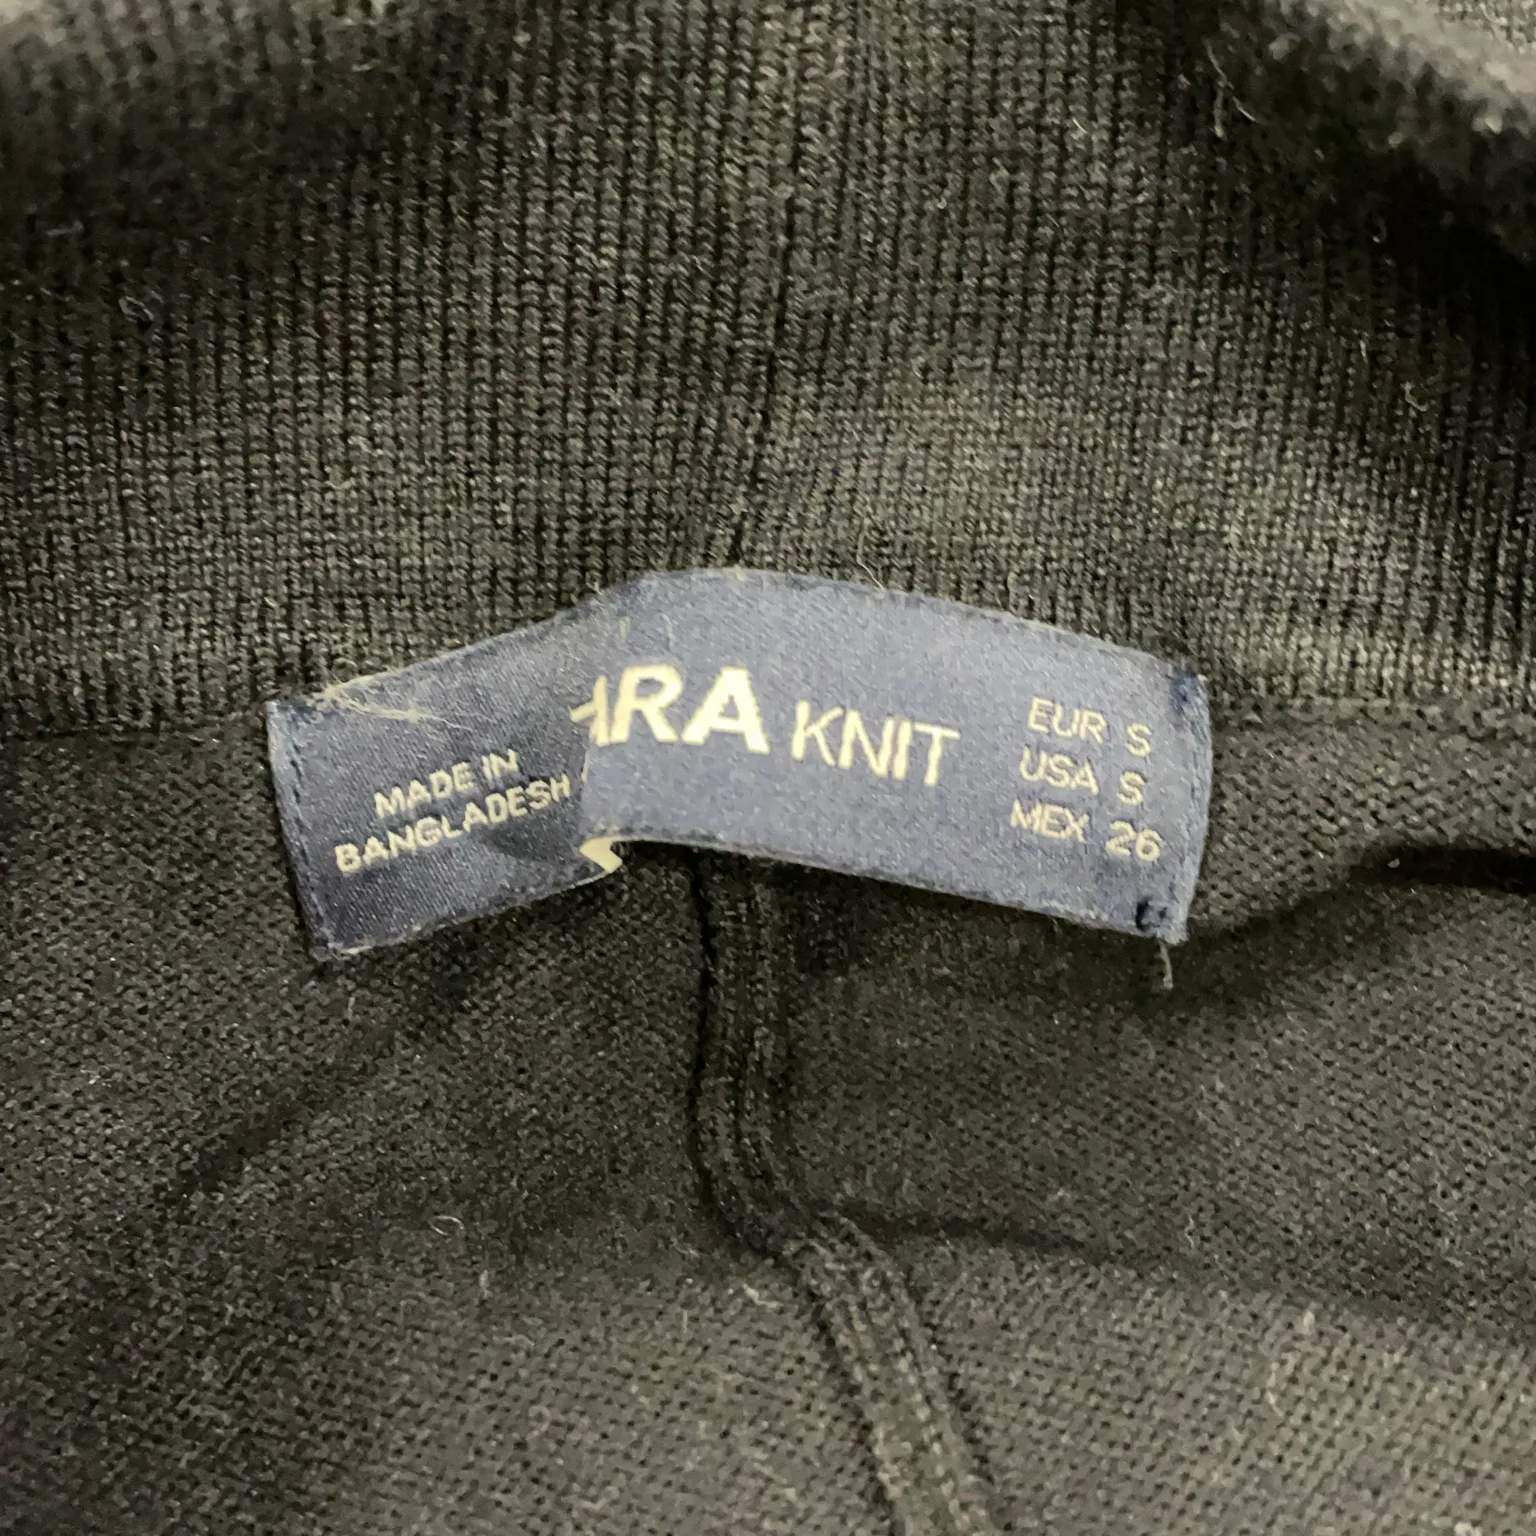 MADE IN
BANGLADESH
ARA KNIT
EUR S
USA S
MEX 26